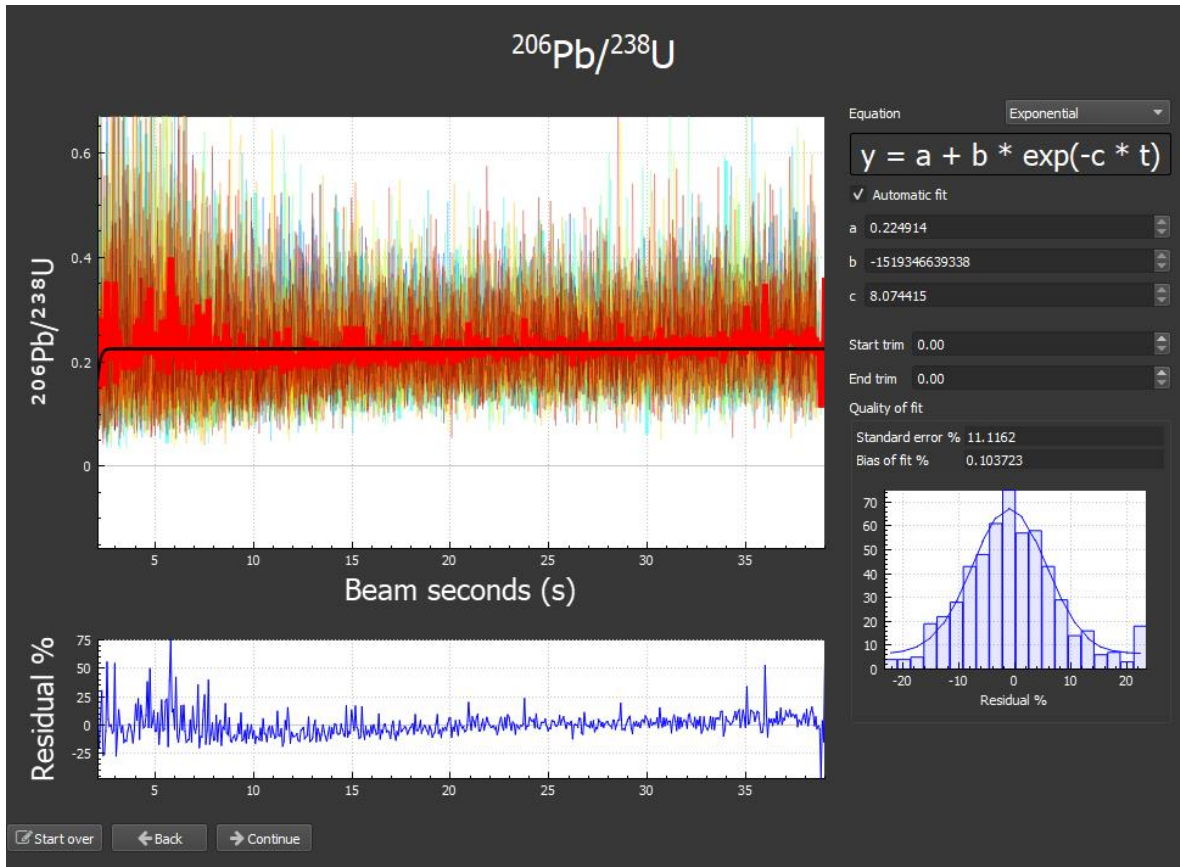 206Pb/238U
206Pb/238U
0.6
0.4
0.2
0
5 10 15 20 25 30 35
Beam seconds (s)
Residual %
75
50
25
0
-25
5 10 15 20 25 30 35
Equation Exponential
y = a + b * exp(-c * t)
✓ Automatic fit
a 0.224914
b -1519346639338
c 8.074415
Start trim 0.00
End trim 0.00
Quality of fit
Standard error % 11.1162
Bias of fit % 0.103723
70
60
50
40
30
20
10
0
-20 -10 0 10 20
Residual %
Start over Back Continue